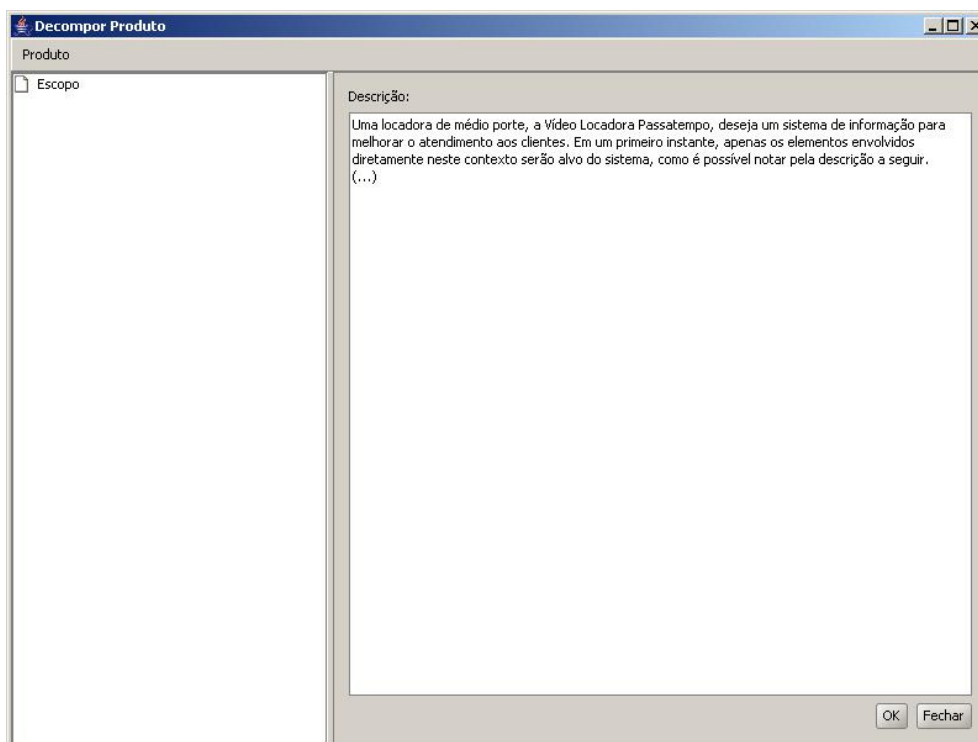 Decompor Produto
Produto
Escopo
Descrição:
Uma locadora de médio porte, a Vídeo Locadora Passatempo, deseja um sistema de informação para
melhorar o atendimento aos clientes. Em um primeiro instante, apenas os elementos envolvidos
diretamente neste contexto serão alvo do sistema, como é possível notar pela descrição a seguir.
(...)
OK
Fechar